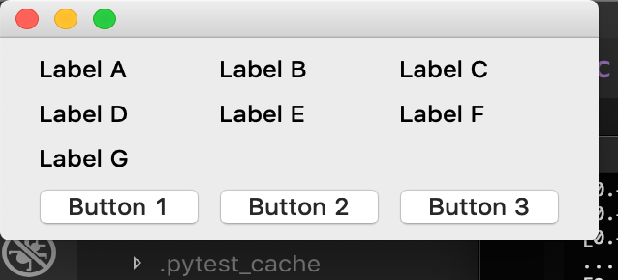 Label A Label B Label C
Label D Label E Label F
Label G
Button 1 Button 2 Button 3
.pytest_cache